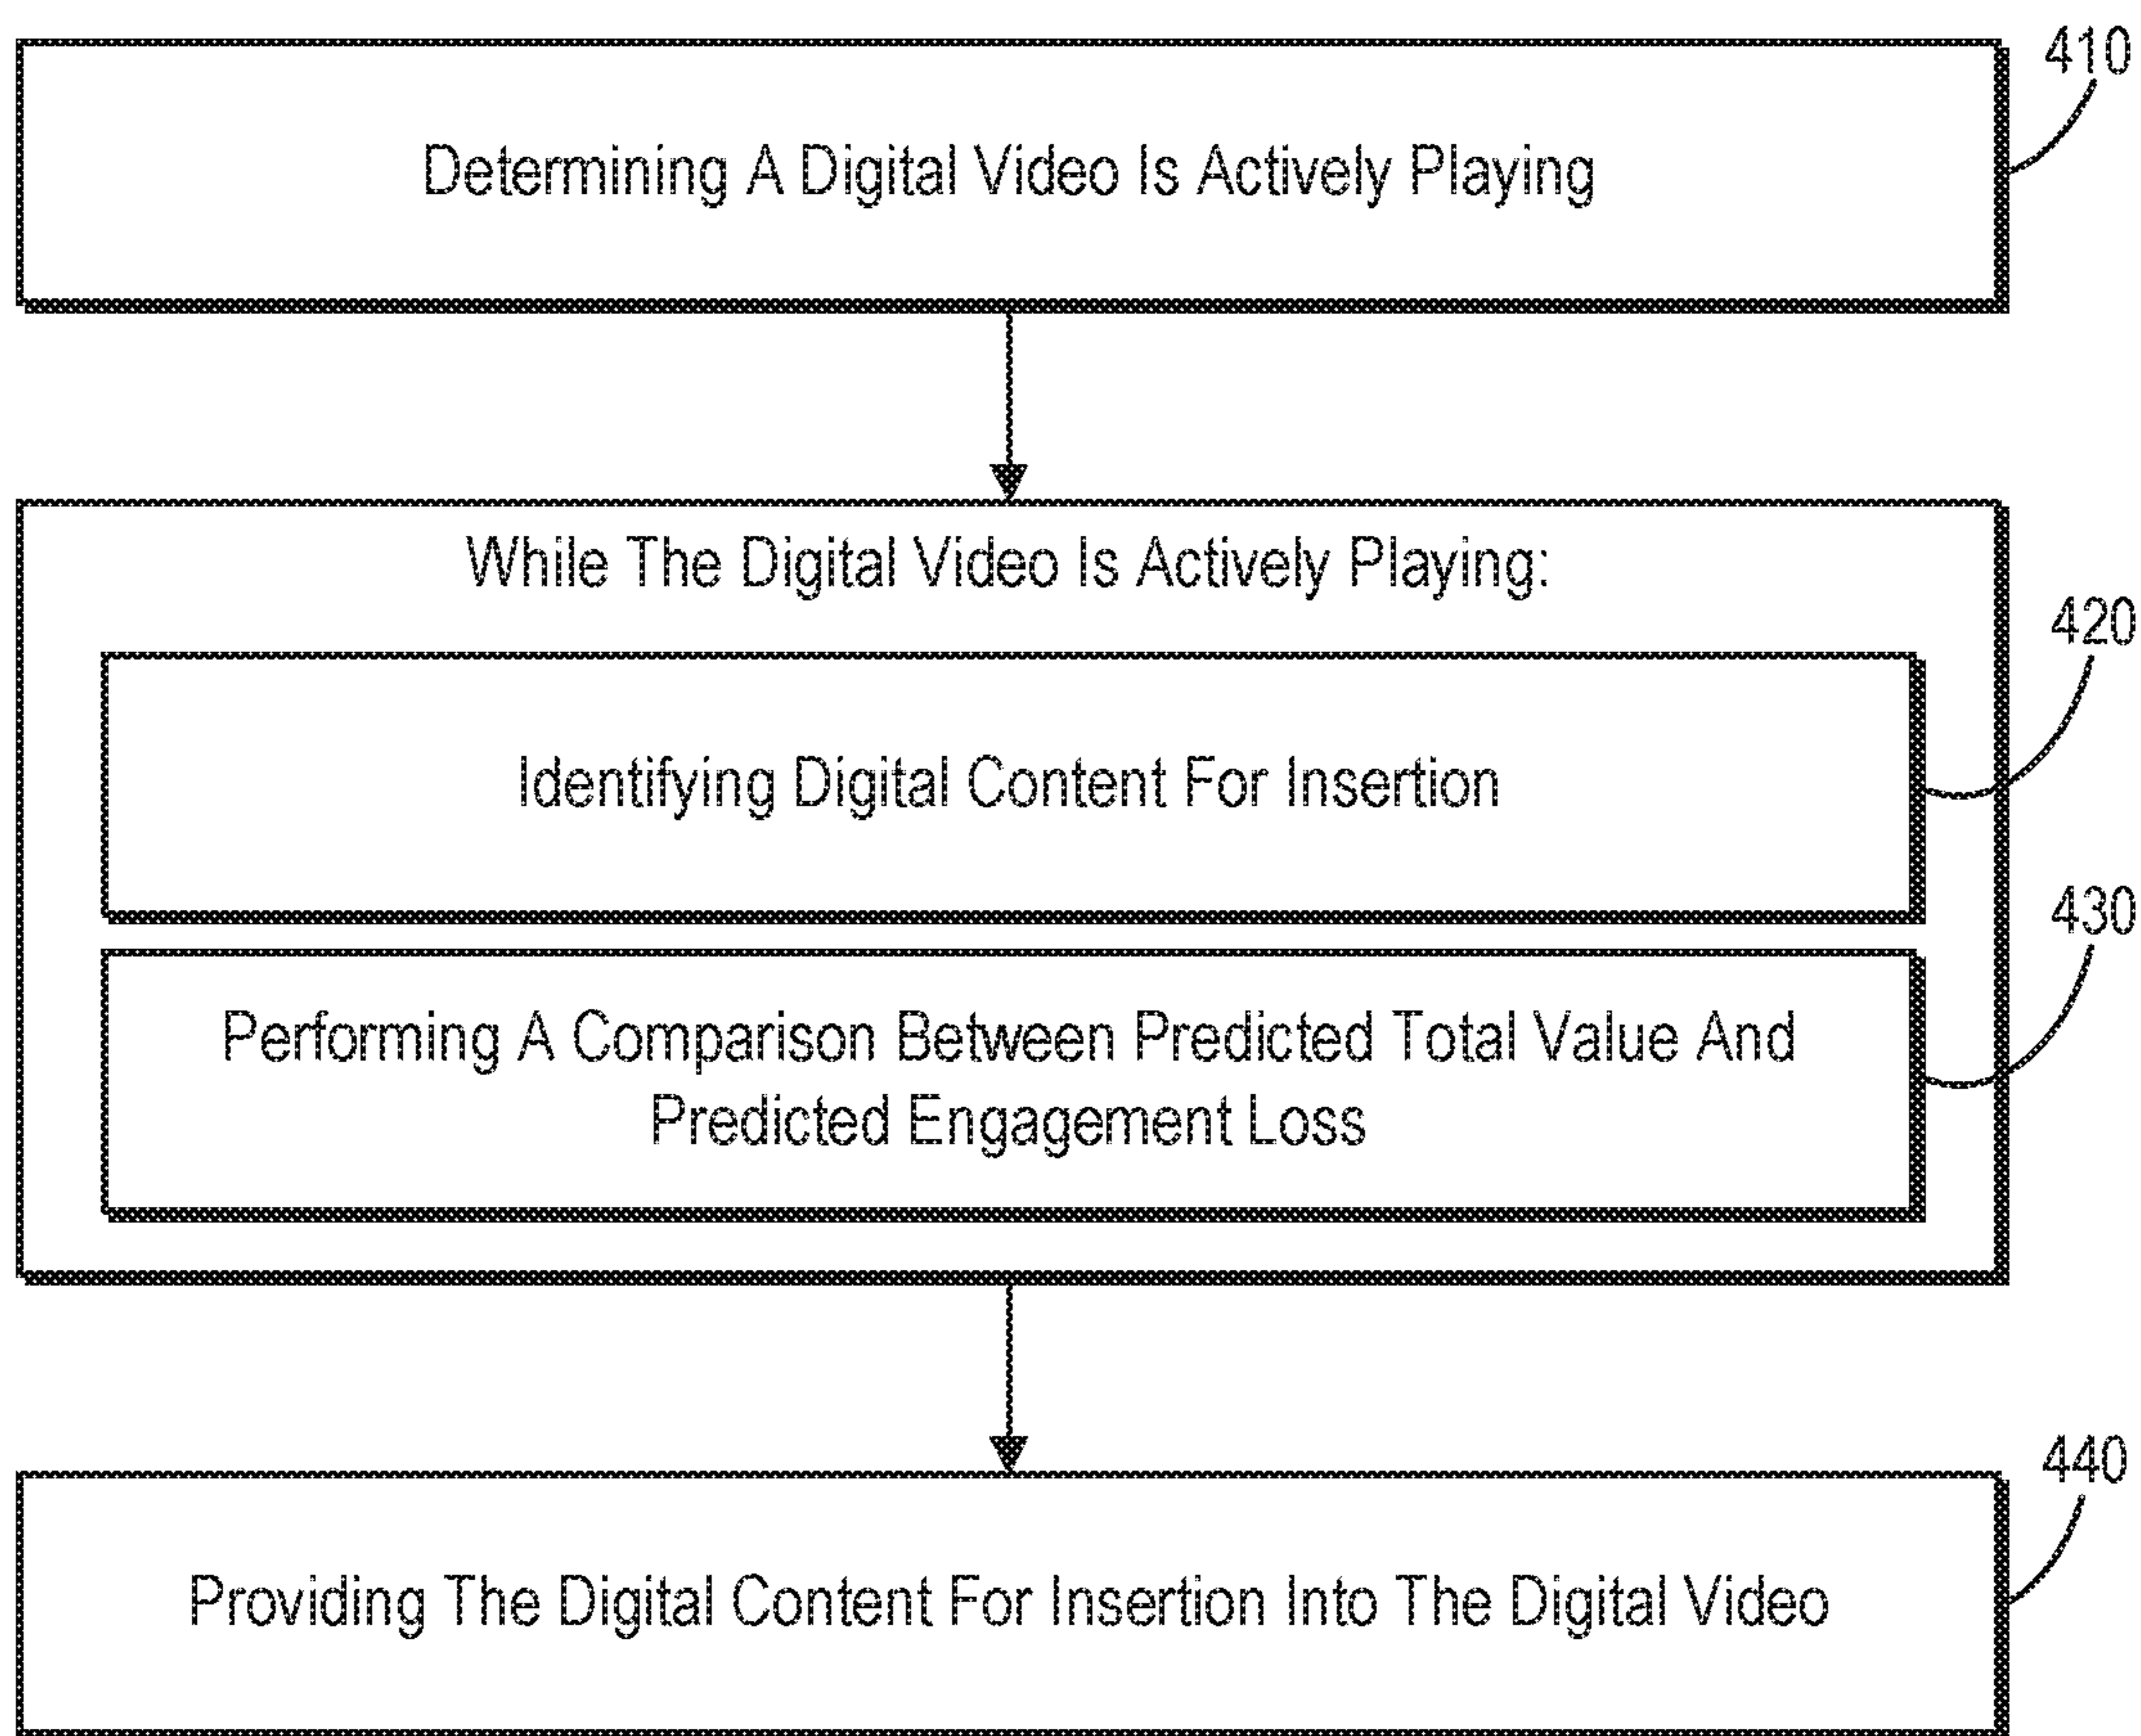 410
Determining A Digital Video Is Actively Playing
While The Digital Video Is Actively Playing:
420
Identifying Digital Content For Insertion
430
Performing A Comparison Between Predicted Total Value And
Predicted Engagement Loss
440
Providing The Digital Content For Insertion Into The Digital Video